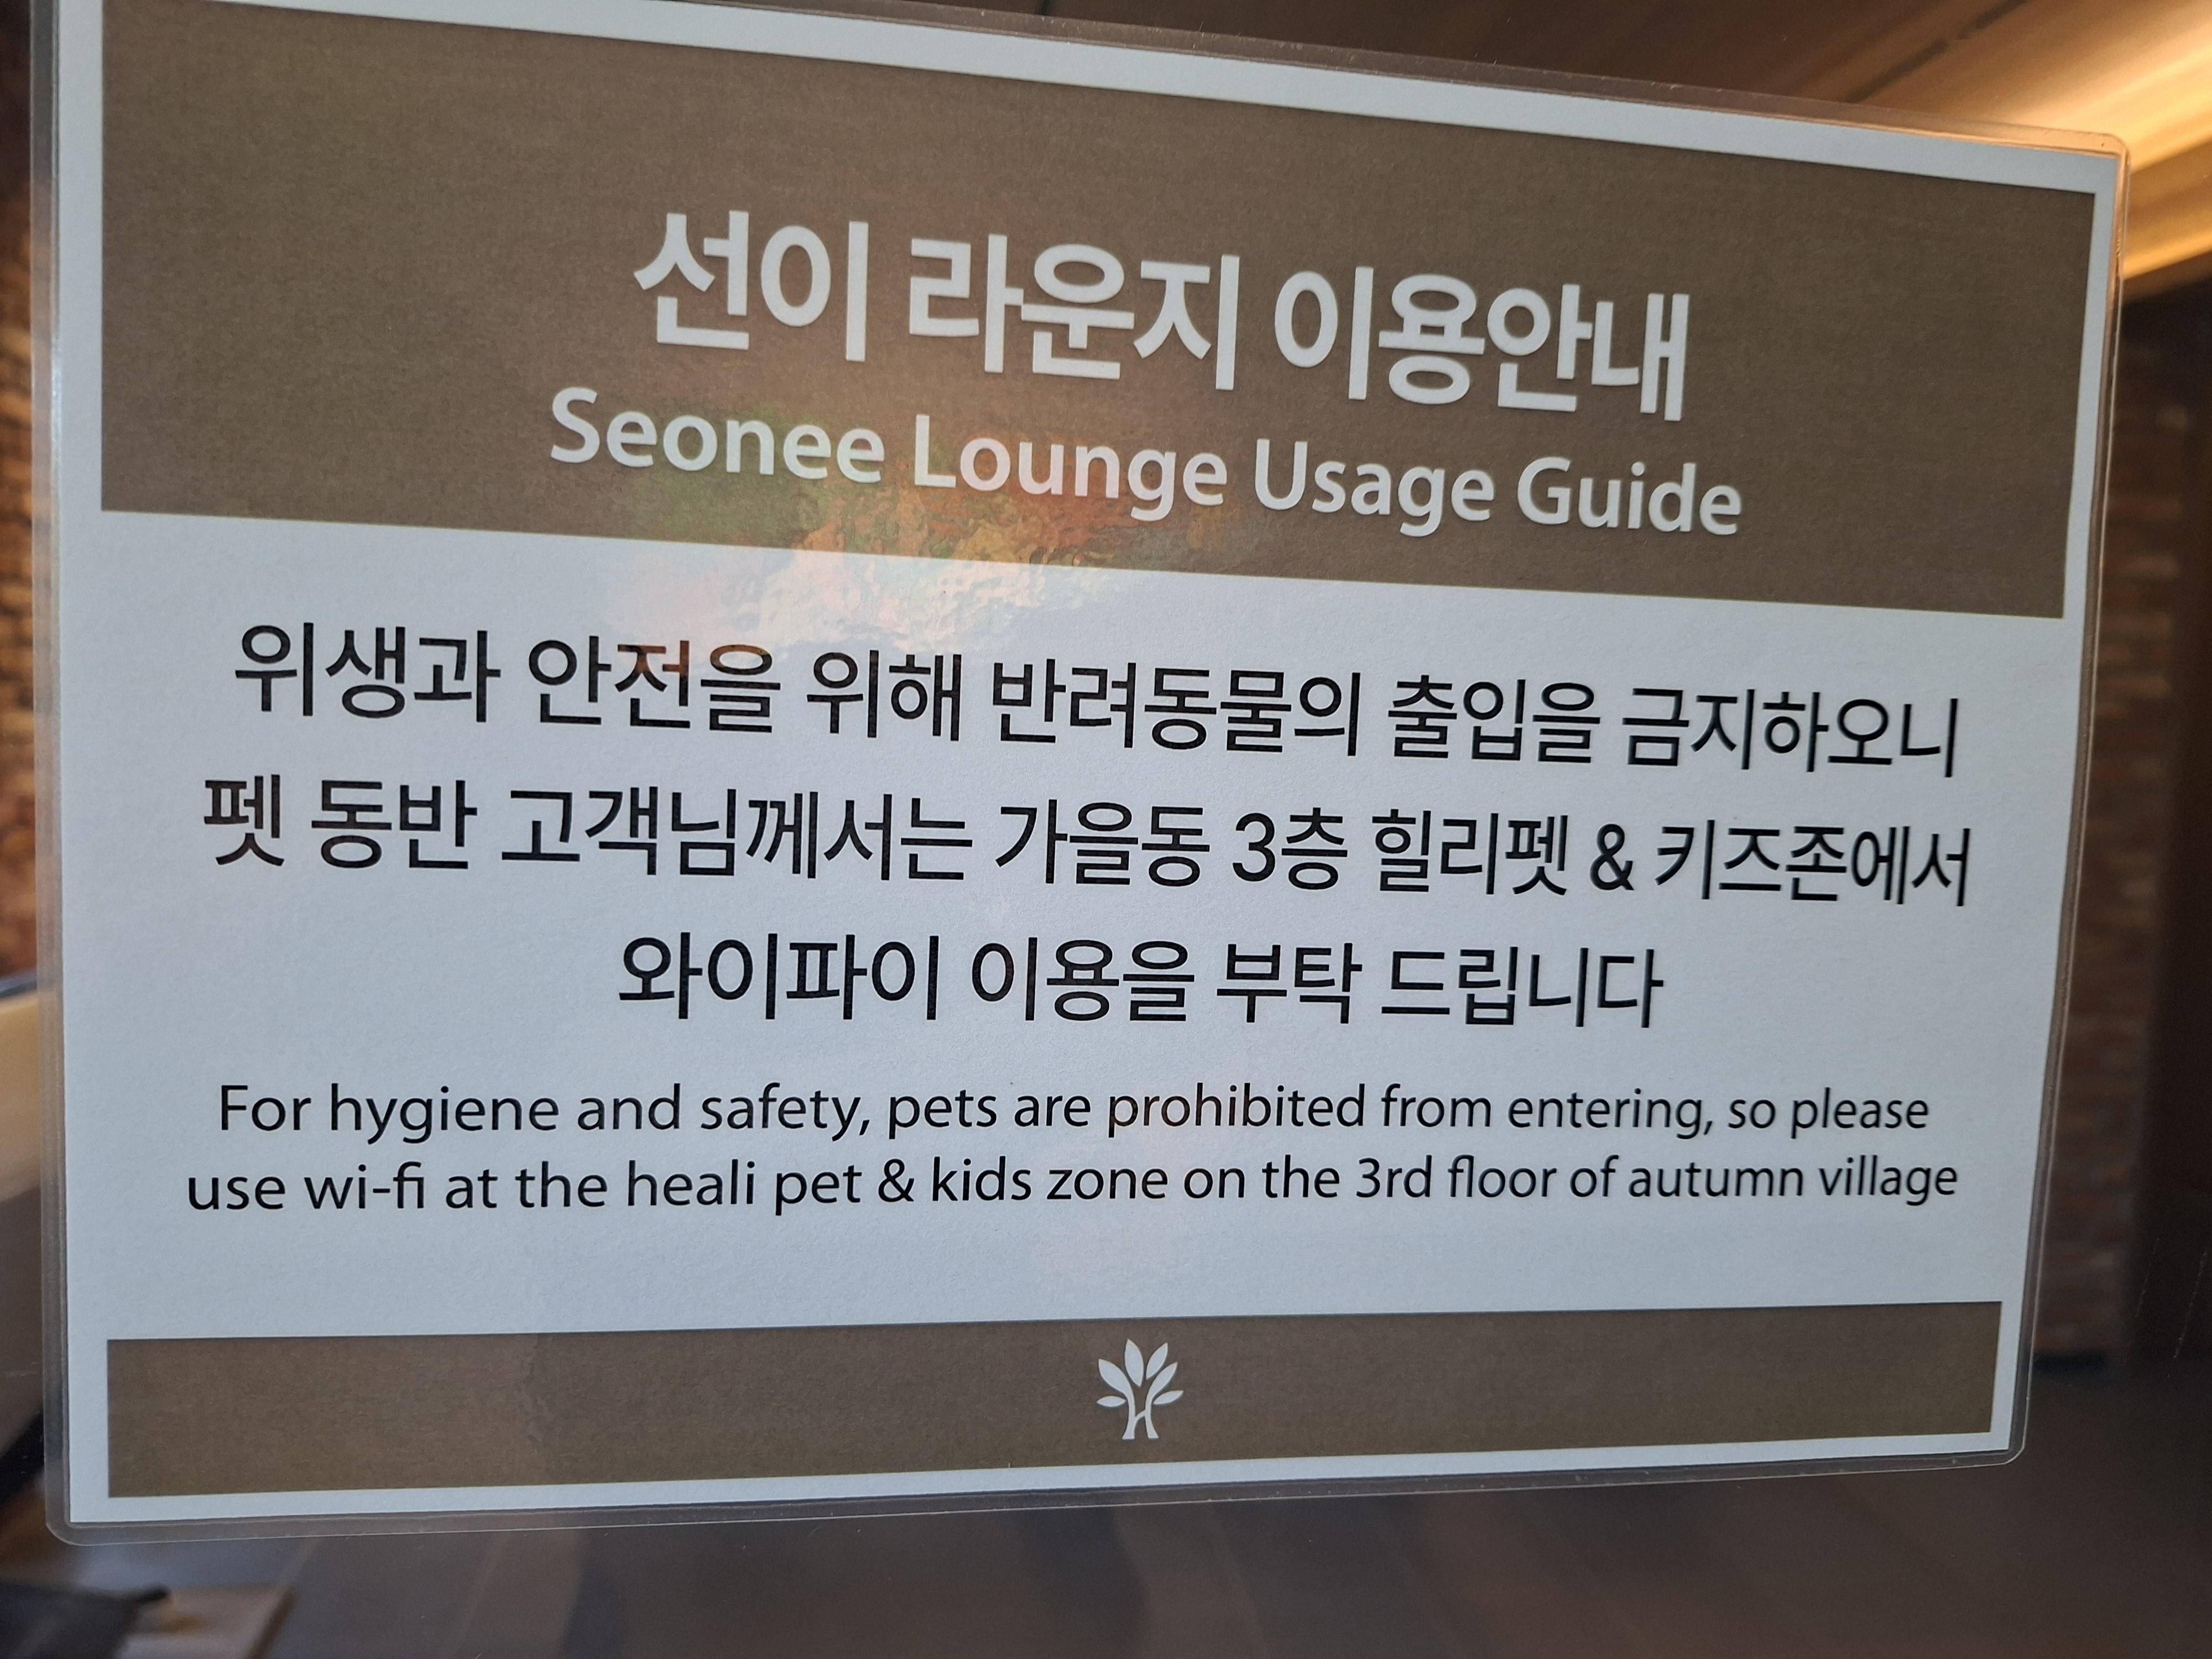 선이 라운지 이용안내
Seonee Lounge Usage Guide
위생과 안전을 위해 반려동물의 출입을 금지하오니
펫 동반 고객님께서는 가을동 3층 힐리펫 & 키즈존에서
와이파이 이용을 부탁 드립니다
For hygiene and safety, pets are prohibited from entering, so please
use wi-fi at the heali pet & kids zone on the 3rd floor of autumn village